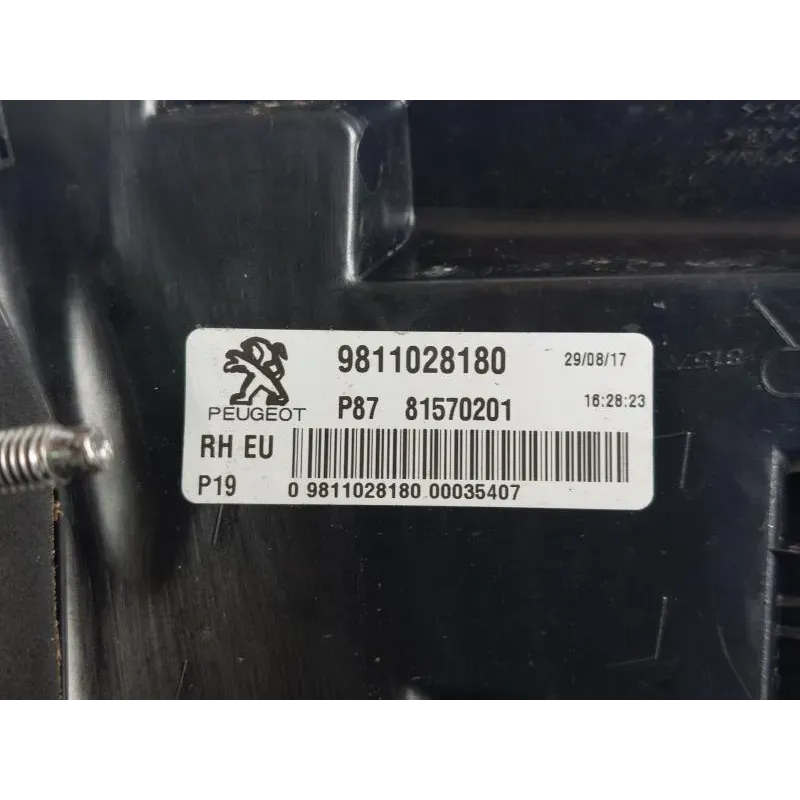 9811028180 29/08/17
PEUGEOT P87 81570201 16:28:23
RH EU
P19 0 9811028180 00035407